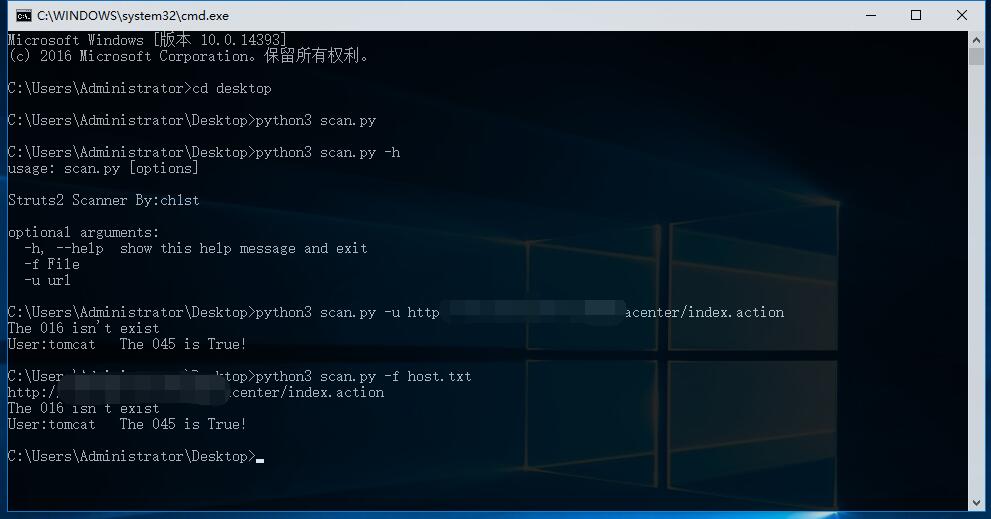 C:\WINDOWS\system32\cmd.exe
Microsoft Windows [版本 10.0.14393]
(c) 2016 Microsoft Corporation。保留所有权利。
C:\Users\Administrator>cd desktop
C:\Users\Administrator\Desktop>python3 scan.py
C:\Users\Administrator\Desktop>python3 scan.py -h
usage: scan.py [options]
Struts2 Scanner By:ch1st
optional arguments:
-h, --help  show this help message and exit
-f File
-u url
C:\Users\Administrator\Desktop>python3 scan.py -u http acenter/index.action
The 016 isn't exist
User:tomcat   The 045 is True!
C:\User top>python3 scan.py -f host.txt
http:/ center/index.action
The 016 isn't exist
User:tomcat   The 045 is True!
C:\Users\Administrator\Desktop>